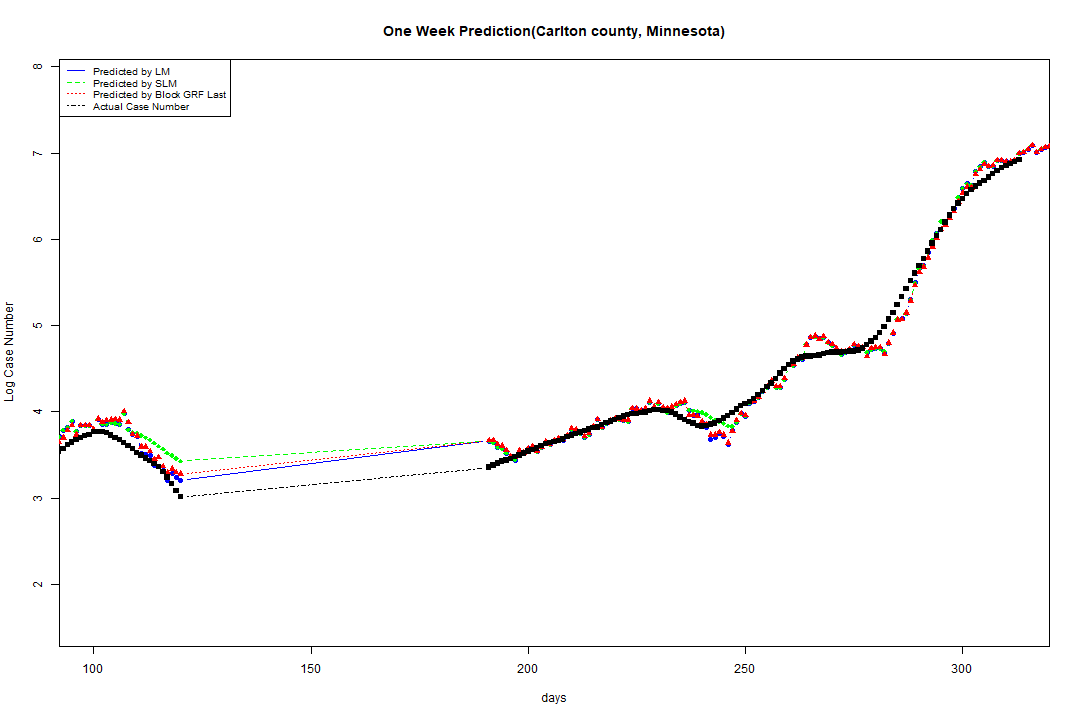 One Week Prediction(Carlton county, Minnesota)
Predicted by LM
Predicted by SLM
Predicted by Block GRF Last
Actual Case Number
8
7
6
5
4
3
2
Log Case Number
100 150 200 250 300
days